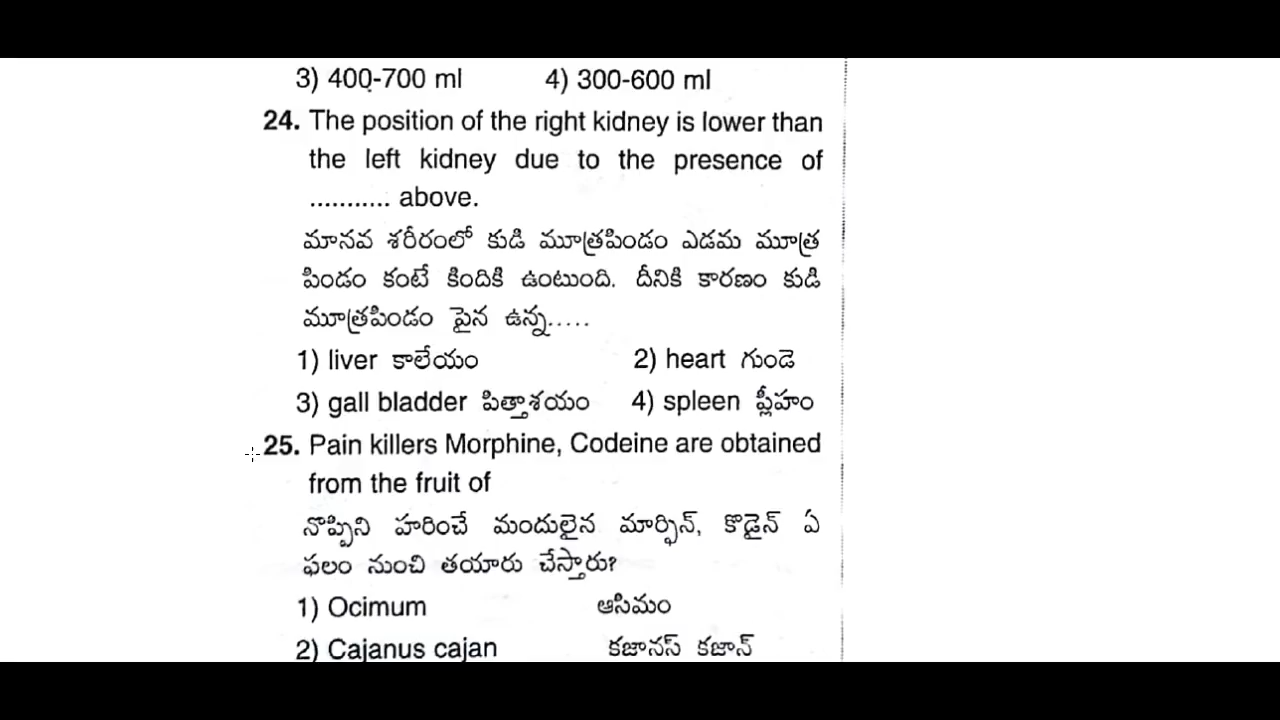 3) 400-700 ml 4) 300-600 ml
24. The position of the right kidney is lower than
the left kidney due to the presence of
........... above.
మానవ శరీరంలో కుడి మూత్రపిండం ఎడమ మూత్ర
పిండం కంటే కిందికి ఉంటుంది. దీనికి కారణం కుడి
మూత్రపిండం పైన ఉన్న.....
1) liver కాలేయం 2) heart గుండె
3) gall bladder పిత్తాశయం 4) spleen ప్లీహం
25. Pain killers Morphine, Codeine are obtained
from the fruit of
నొప్పిని హరించే మందులైన మార్ఫిన్, కొడైన్ ఏ
ఫలం నుంచి తయారు చేస్తారు?
1) Ocimum ఆసిమం
2) Cajanus cajan కజానస్ కజాన్